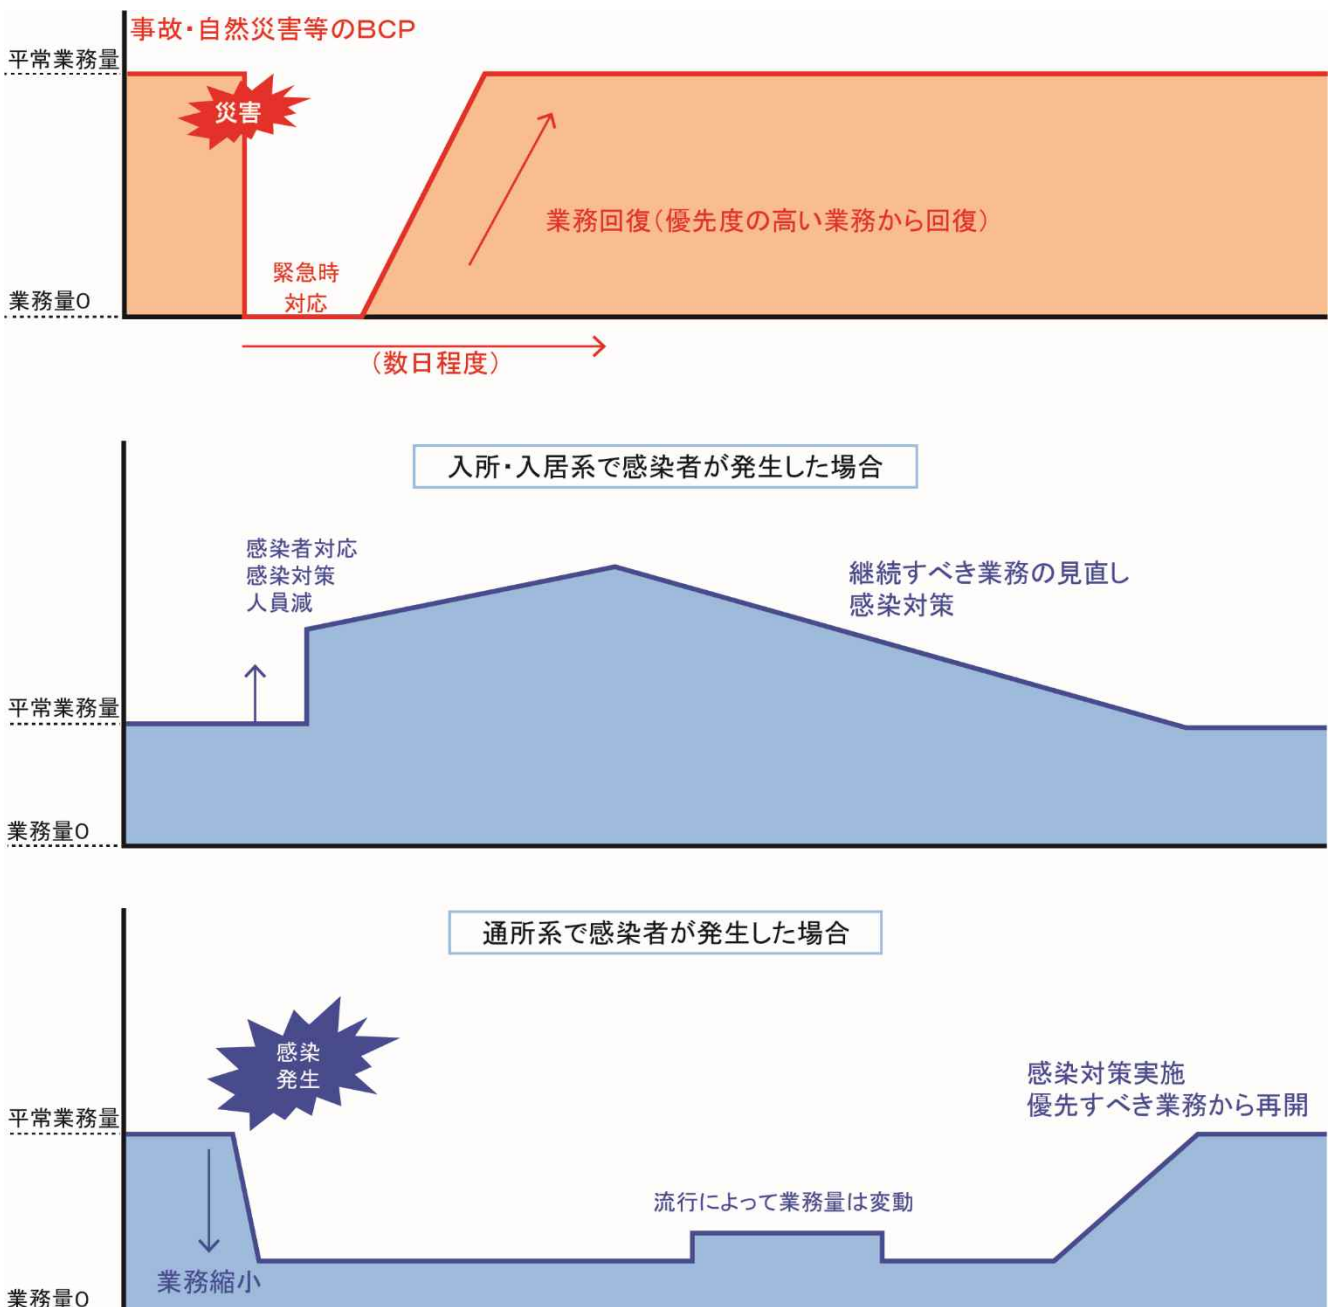 事故・自然災害等のBCP
平常業務量
災害
業務回復(優先度の高い業務から回復)
緊急時
対応
業務量0
(数日程度)
入所・入居系で感染者が発生した場合
感染者対応
感染対策
人員減
継続すべき業務の見直し
感染対策
平常業務量
業務量0
通所系で感染者が発生した場合
感染
発生
感染対策実施
優先すべき業務から再開
平常業務量
流行によって業務量は変動
業務縮小
業務量0